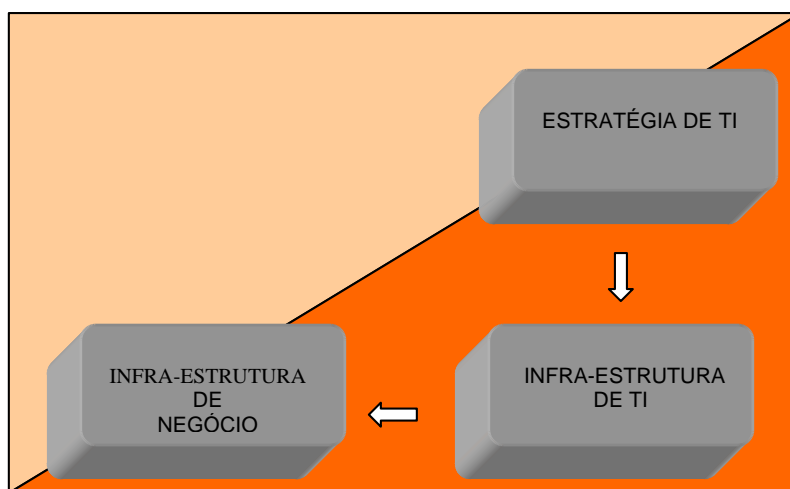 ESTRATÉGIA DE TI
INFRA-ESTRUTURA
DE
NEGÓCIO
INFRA-ESTRUTURA
DE TI